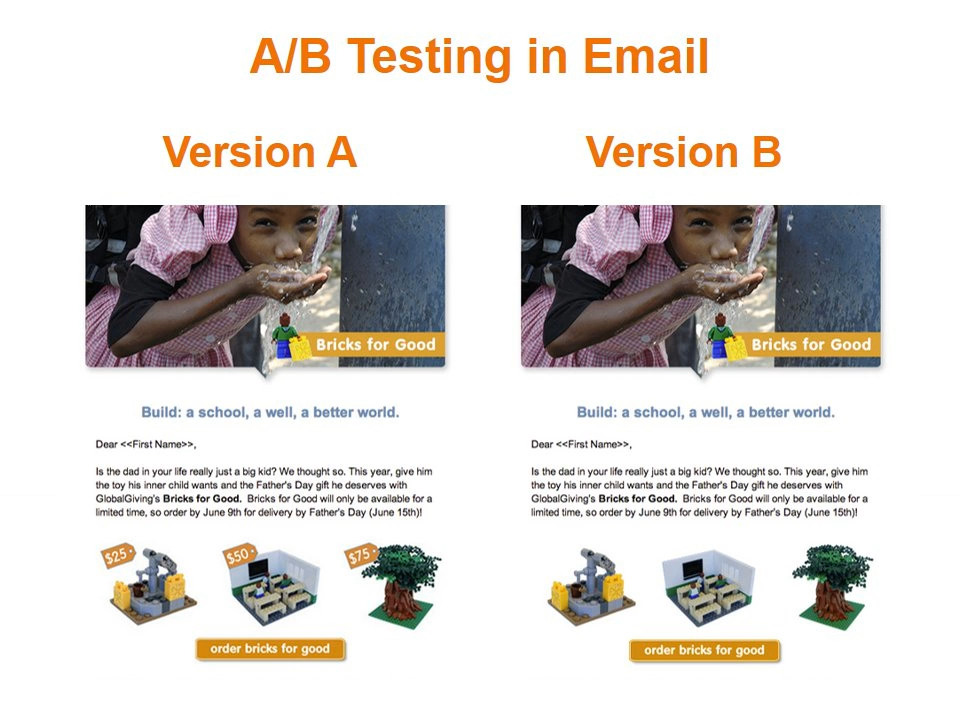 A/B Testing in Email
Version A
Version B
Bricks for Good
Build: a school, a well, a better world.
Dear <<First Name>>,
Is the dad in your life really just a big kid? We thought so. This year, give him
the toy his inner child wants and the Father's Day gift he deserves with
GlobalGiving's Bricks for Good.  Bricks for Good will only be available for a
limited time, so order by June 9th for delivery by Father's Day (June 15th)!
$25
$50
$75
order bricks for good
Bricks for Good
Build: a school, a well, a better world.
Dear <<First Name>>,
Is the dad in your life really just a big kid? We thought so. This year, give him
the toy his inner child wants and the Father's Day gift he deserves with
GlobalGiving's Bricks for Good.  Bricks for Good will only be available for a
limited time, so order by June 9th for delivery by Father's Day (June 15th)!
order bricks for good